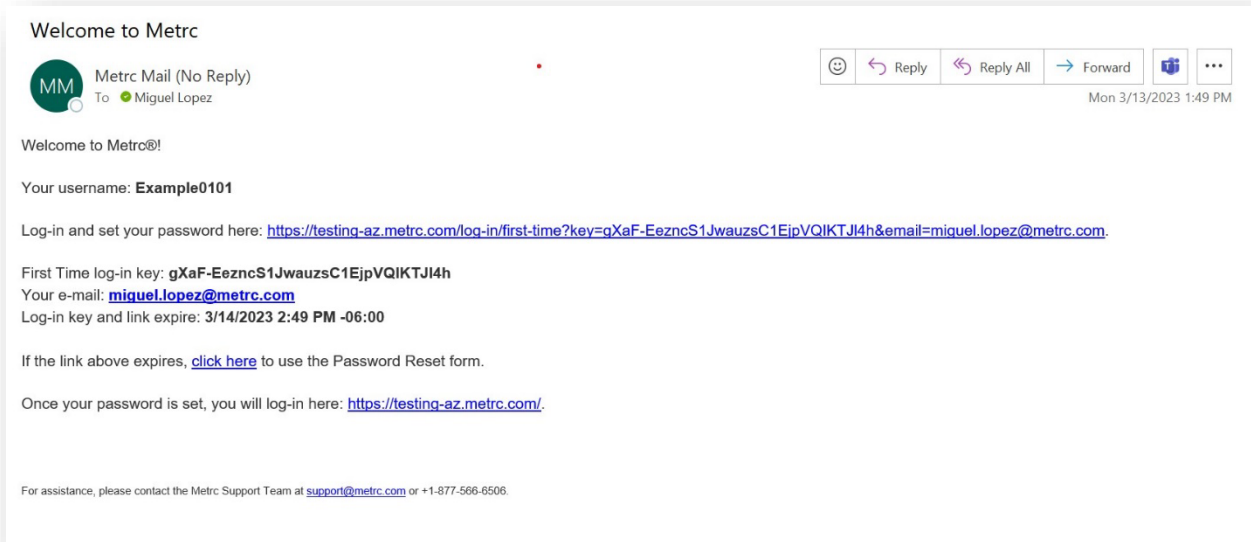 Welcome to Metrc
MM
Metrc Mail (No Reply)
To Miguel Lopez
Reply
Reply All
Forward
Mon 3/13/2023 1:49 PM
Welcome to Metrc®!
Your username: Example0101
Log-in and set your password here: https://testing-az.metrc.com/log-in/first-time?key=gXaF-EezncS1JwauzsC1EjpVQIKTJI4h&email=miguel.lopez@metrc.com.
First Time log-in key: gXaF-EezncS1JwauzsC1EjpVQIKTJI4h
Your e-mail: miguel.lopez@metrc.com
Log-in key and link expire: 3/14/2023 2:49 PM -06:00
If the link above expires, click here to use the Password Reset form.
Once your password is set, you will log-in here: https://testing-az.metrc.com/.
For assistance, please contact the Metrc Support Team at support@metrc.com or +1-877-566-6506.